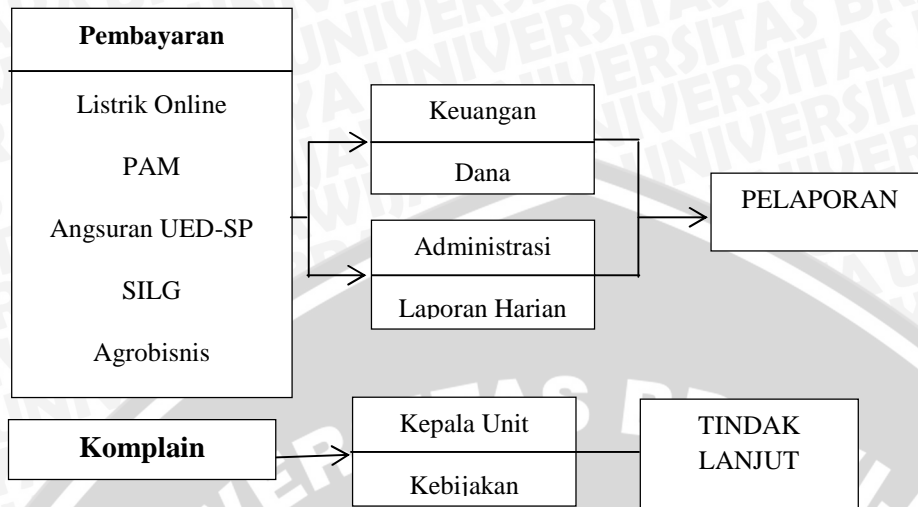 Pembayaran
Listrik Online
PAM
Angsuran UED-SP
SILG
Agrobisnis
Keuangan
Dana
Administrasi
Laporan Harian
PELAPORAN
Komplain
Kepala Unit
Kebijakan
TINDAK
LANJUT